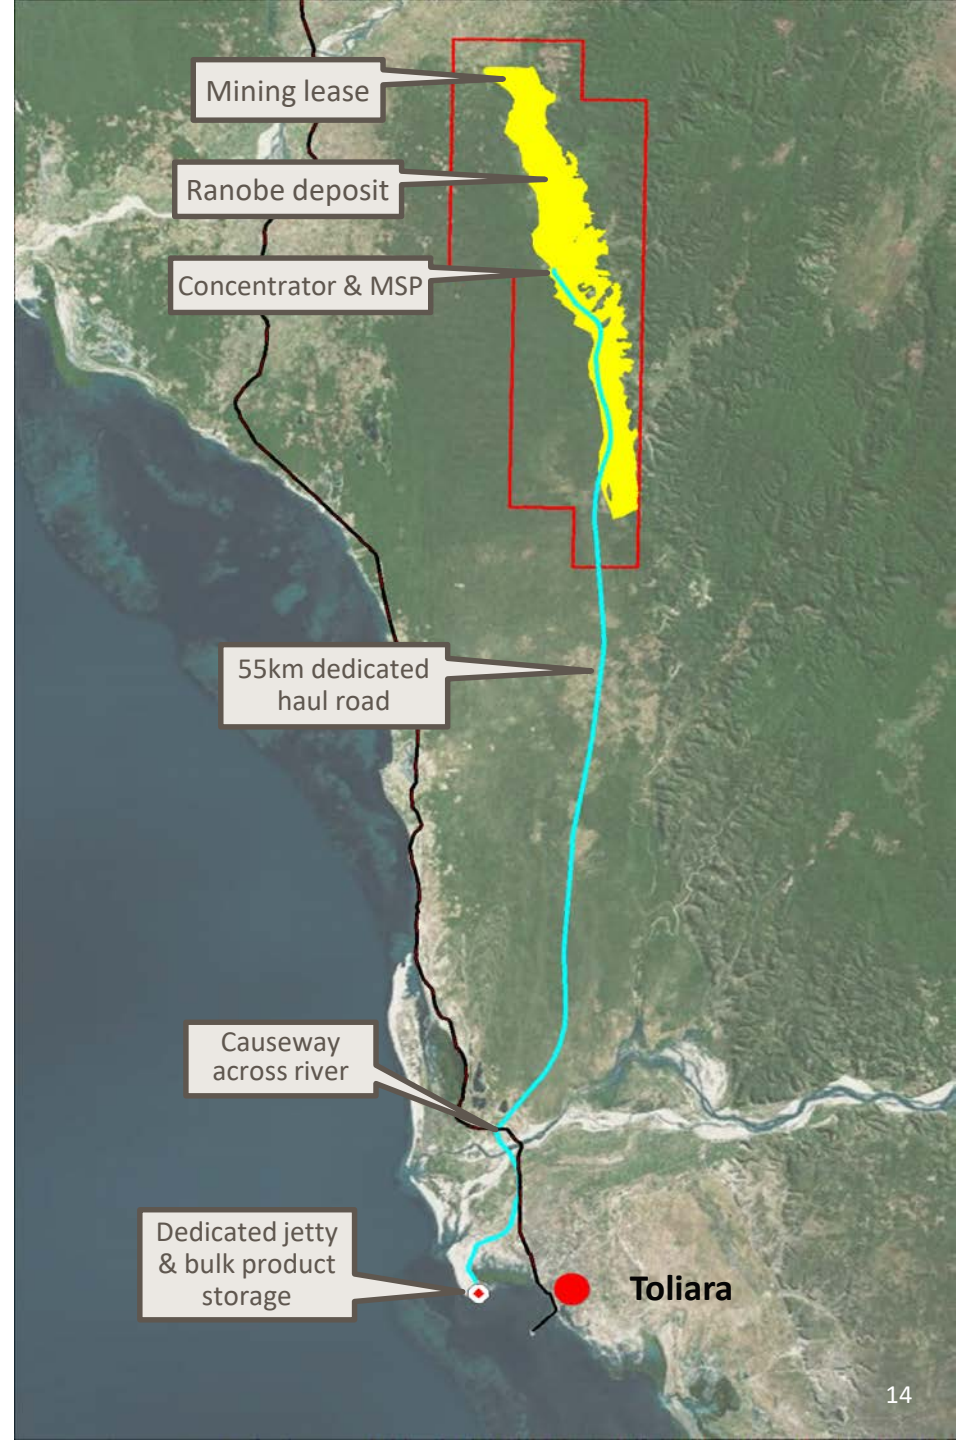 Mining lease
Ranobe deposit
Concentrator & MSP
55km dedicated
haul road
Causeway
across river
Dedicated jetty
& bulk product
storage
Toliara
14